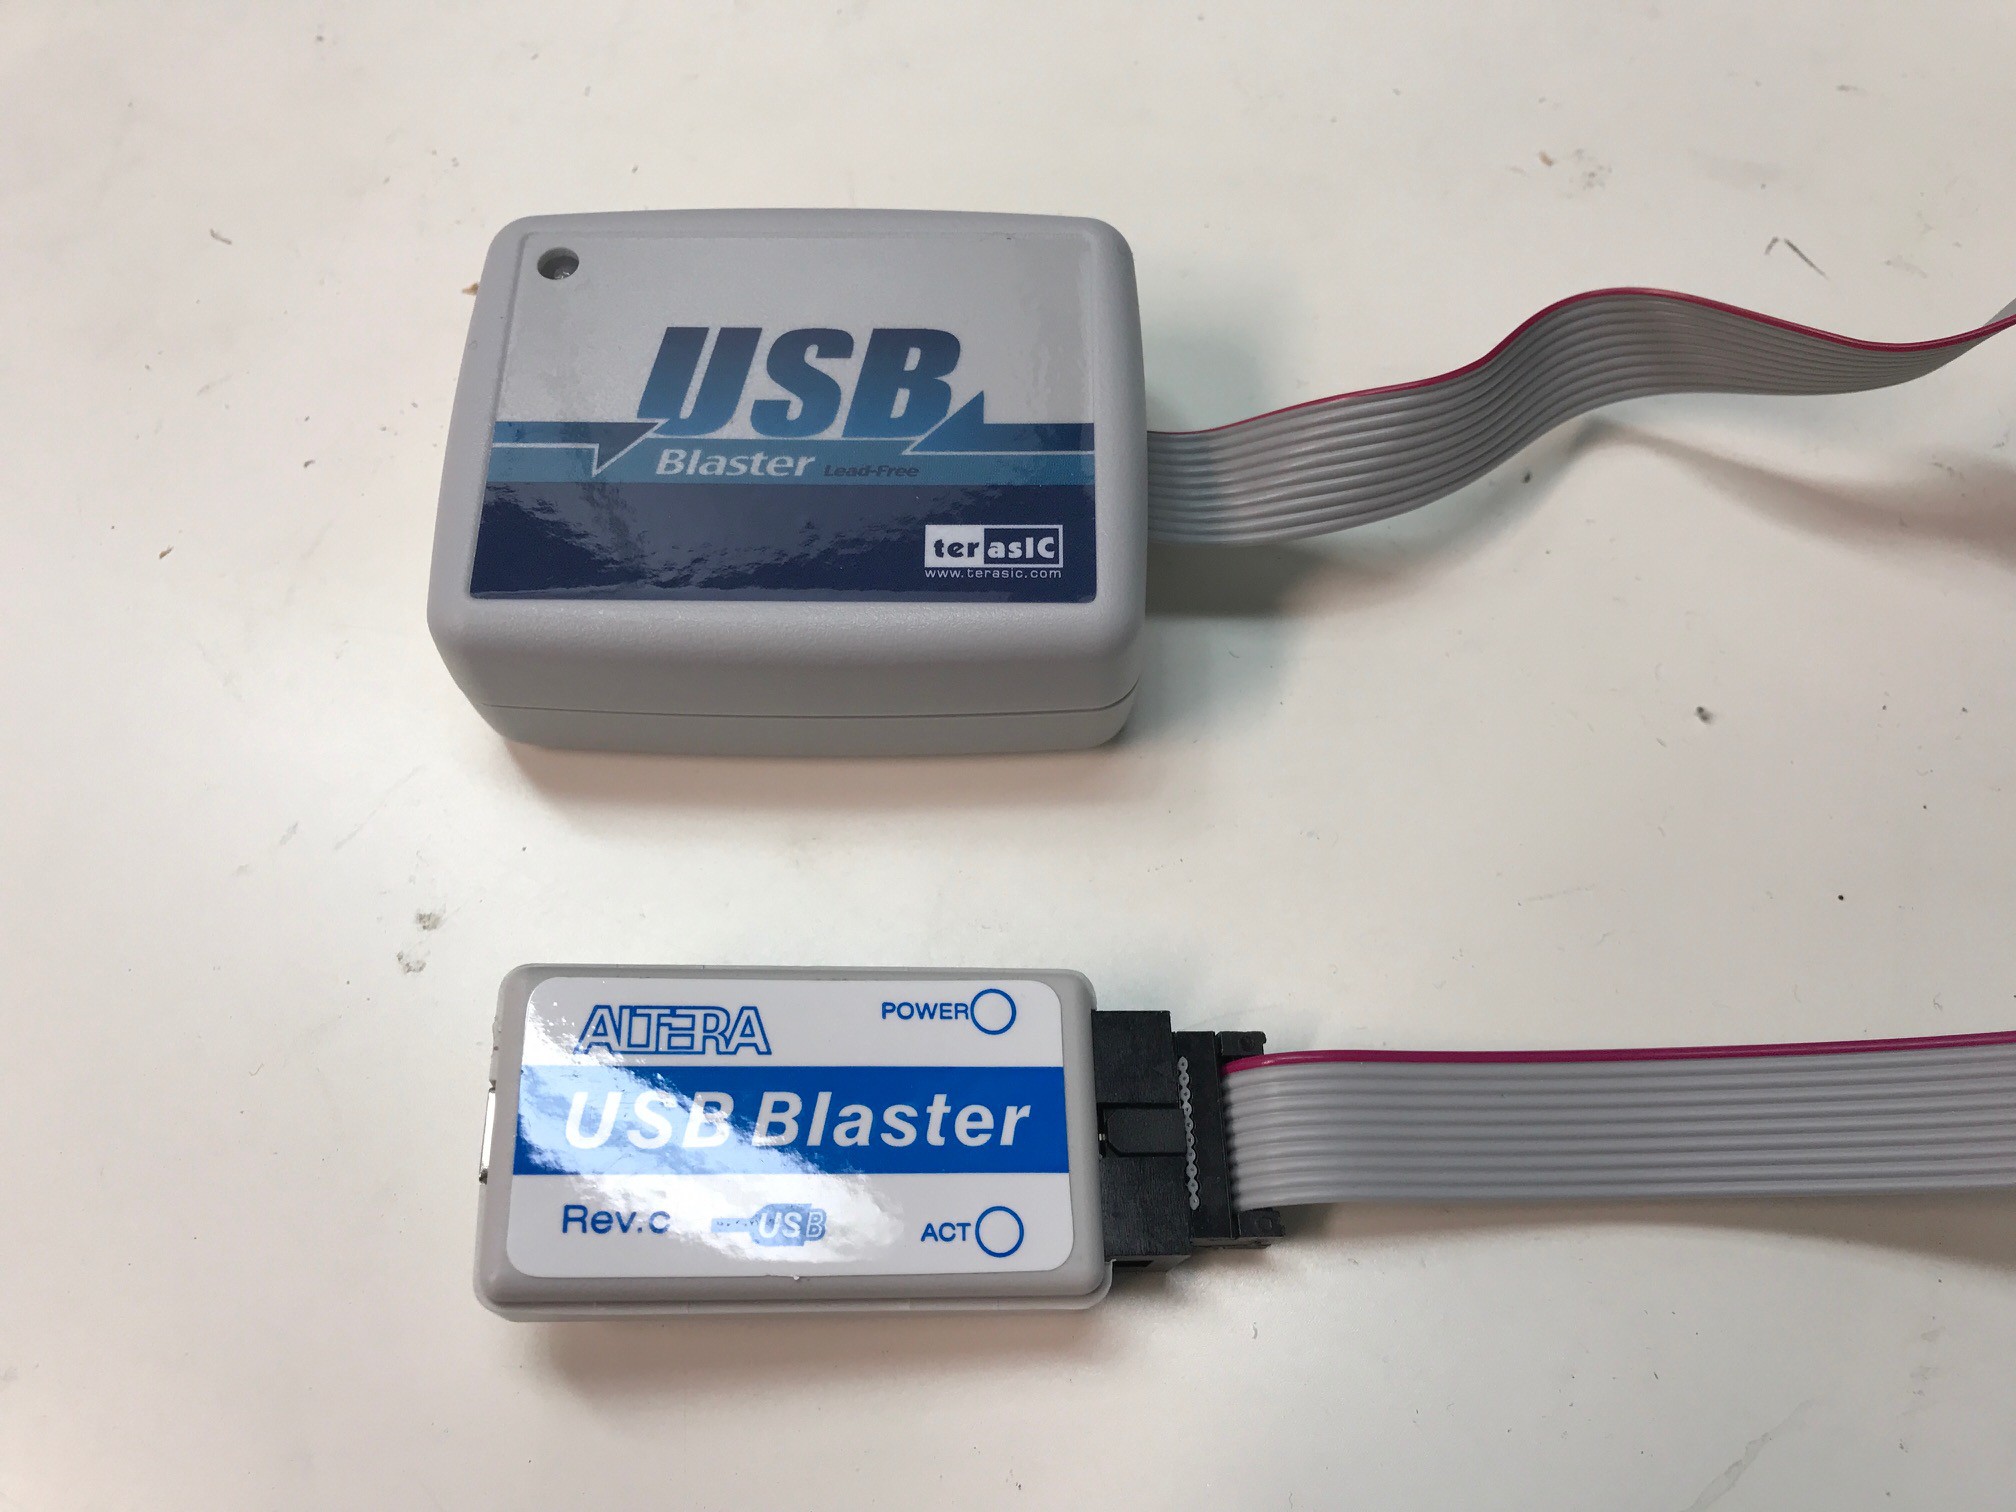 USB
Blaster Lead-Free
terasIC
www.terasic.com
ALTERA
POWER
USB Blaster
Rev.c
USB
ACT